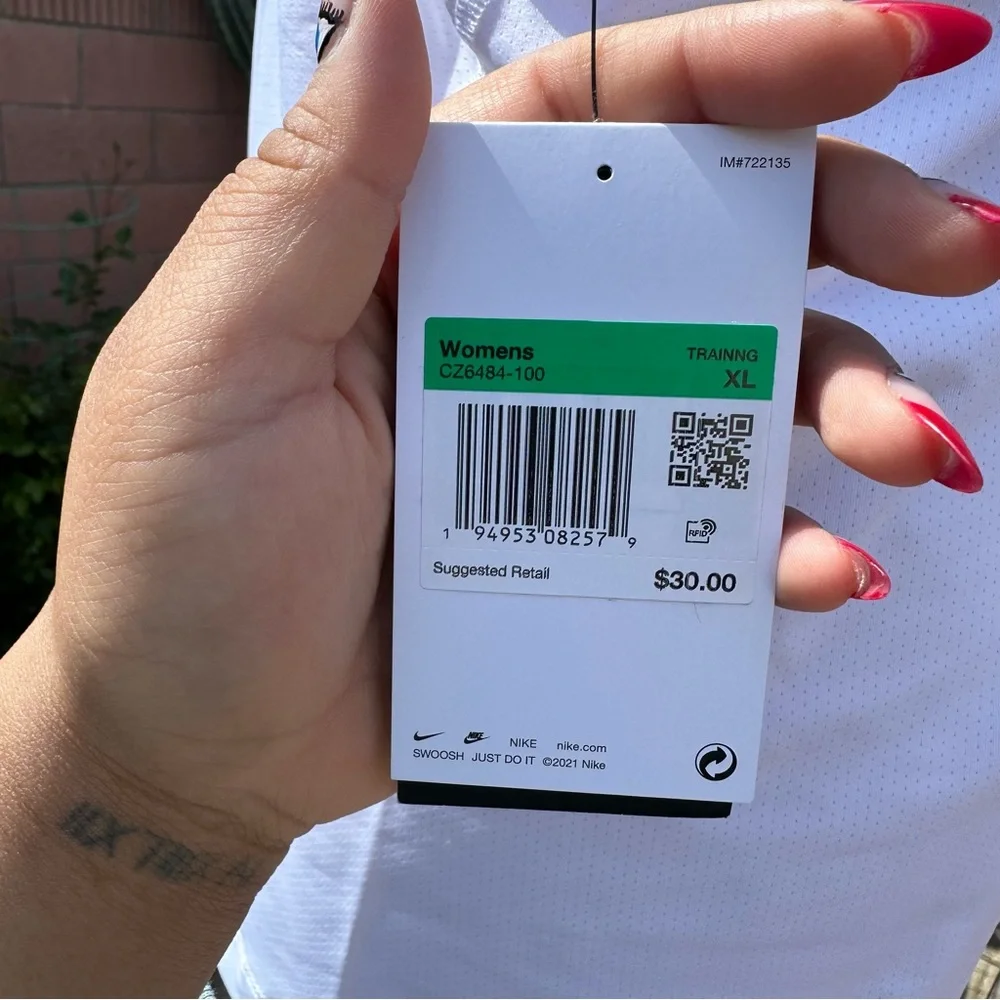 IM#722135
Womens TRAINNG
CZ6484-100 XL
1 94953 08257 9
RFID
Suggested Retail $30.00
NIKE NIKE nike.com
SWOOSH JUST DO IT ©2021 Nike